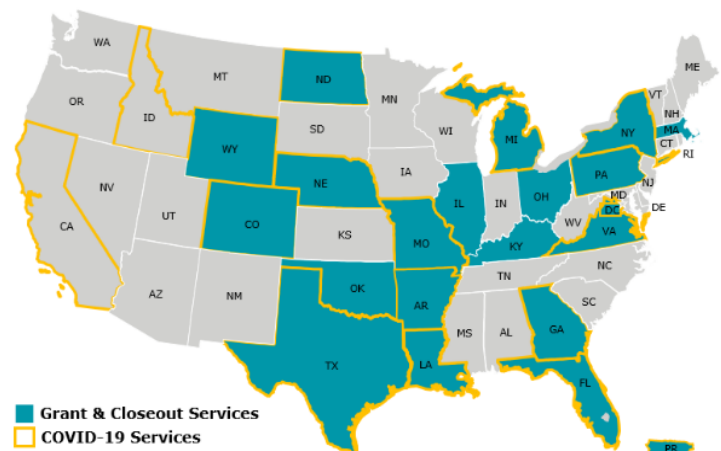 WA
MT
ND
MN
ME
VT
NH
OR
ID
SD
WI
MI
NY
MA
CT
RI
WY
IA
PA
NJ
NE
NV
UT
CO
IL
IN
OH
MD
DE
DC
WV
VA
CA
KS
MO
KY
NC
TN
AZ
NM
OK
AR
SC
MS
AL
GA
TX
LA
FL
PR
Grant & Closeout Services
COVID-19 Services